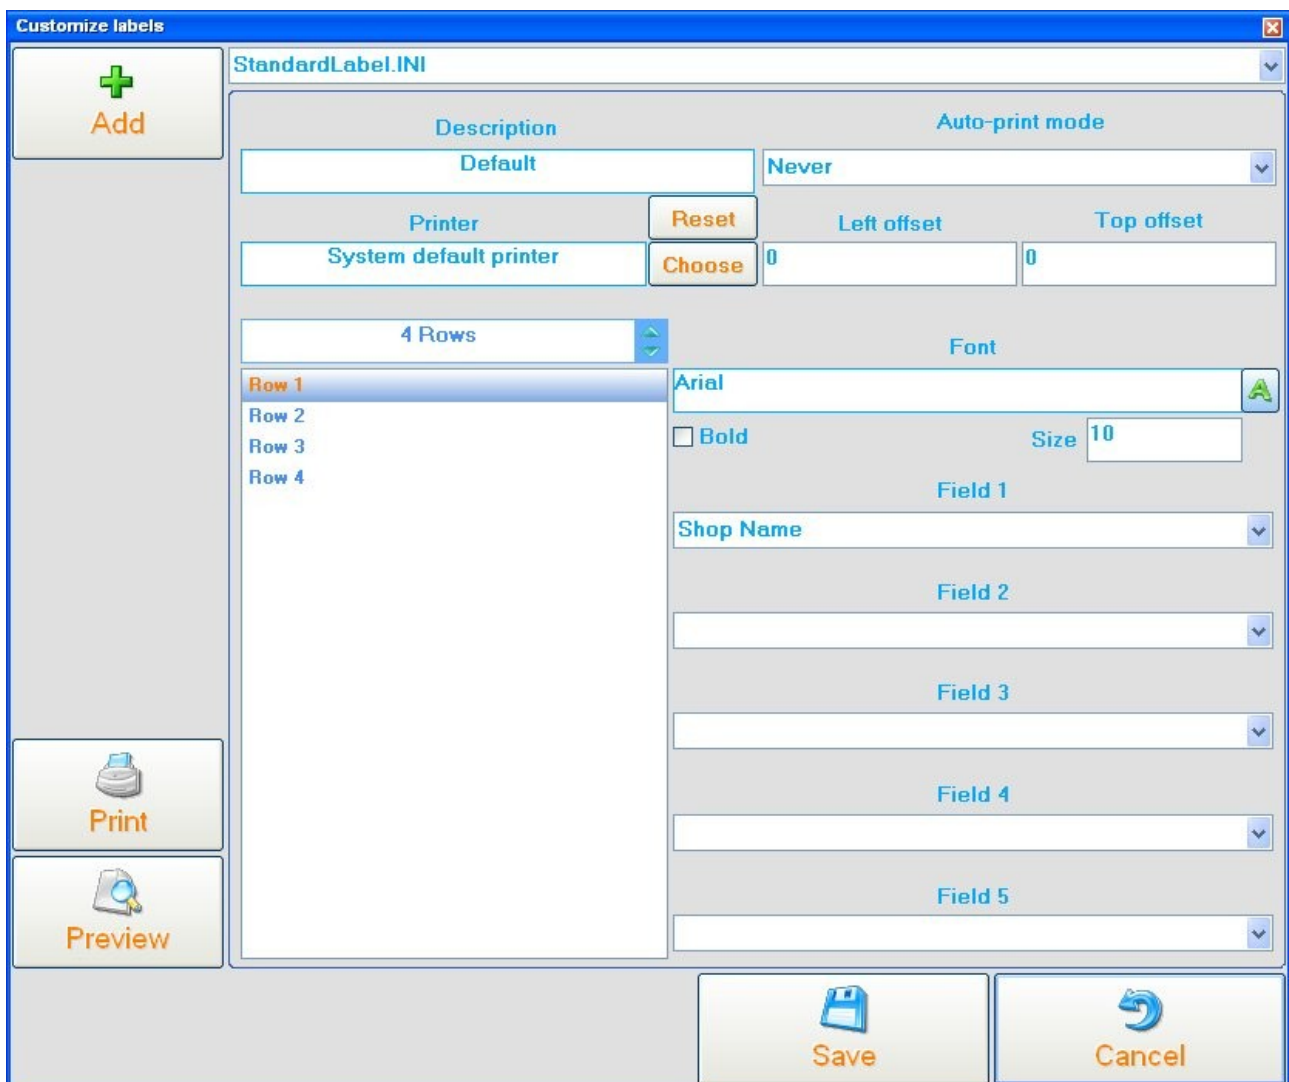 Customize labels
Add
StandardLabel.INI
Description
Auto-print mode
Default
Never
Printer
Reset
Left offset
Top offset
System default printer
Choose
0
0
4 Rows
Font
Row 1
Row 2
Row 3
Row 4
Arial
A
Bold
Size
10
Field 1
Shop Name
Field 2
Field 3
Field 4
Field 5
Print
Preview
Save
Cancel